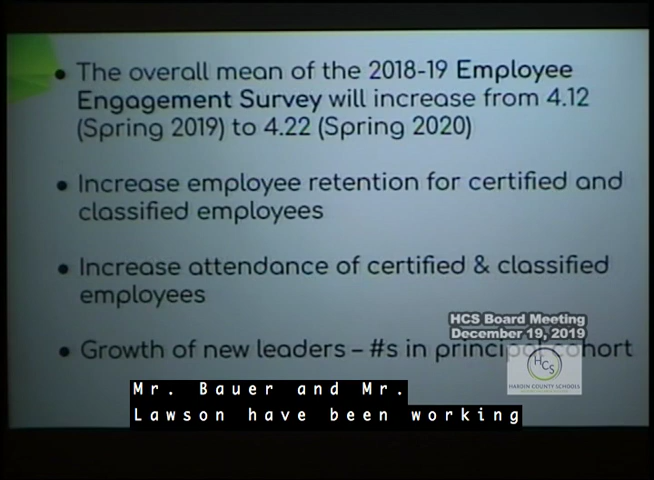 • The overall mean of the 2018-19 Employee
Engagement Survey will increase from 4.12
(Spring 2019) to 4.22 (Spring 2020)
• Increase employee retention for certified and
classified employees
• Increase attendance of certified & classified
employees
HCS Board Meeting
December 19, 2019
• Growth of new leaders – #s in principal cohort
HCS
HARDIN COUNTY SCHOOLS
Mr. Bauer and Mr.
Lawson have been working